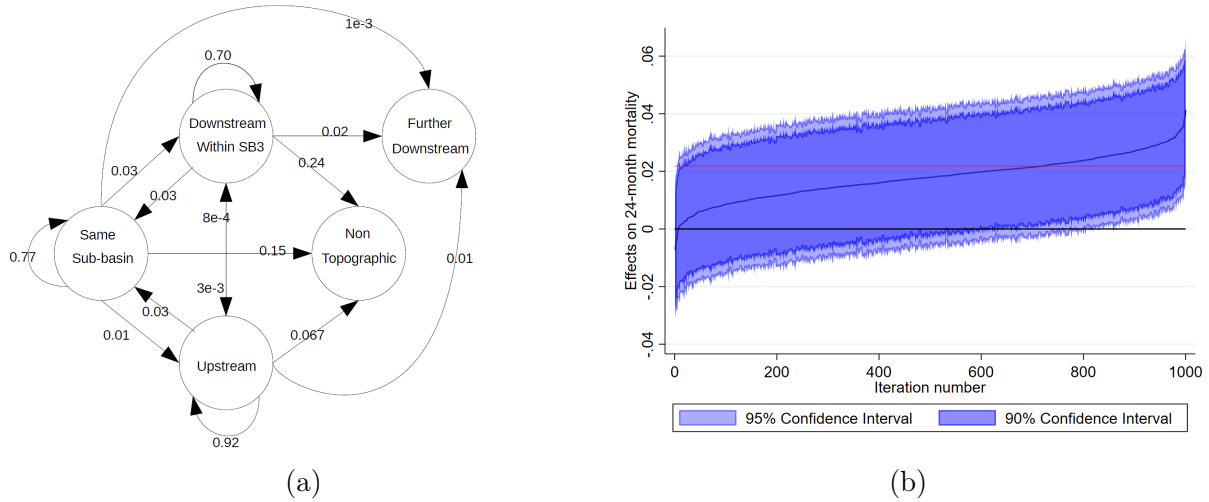 1e-3
0.70
Downstream
Within SB3
Further
Downstream
0.02
0.24
0.03
0.03
8e-4
Same
Sub-basin
0.77
0.15
Non
Topographic
0.01
3e-3
0.03
0.01
0.067
Upstream
0.92
(a)
Effects on 24-month mortality
.06
.04
.02
0
-.02
-.04
0
200
400
600
800
1000
Iteration number
95% Confidence Interval
90% Confidence Interval
(b)